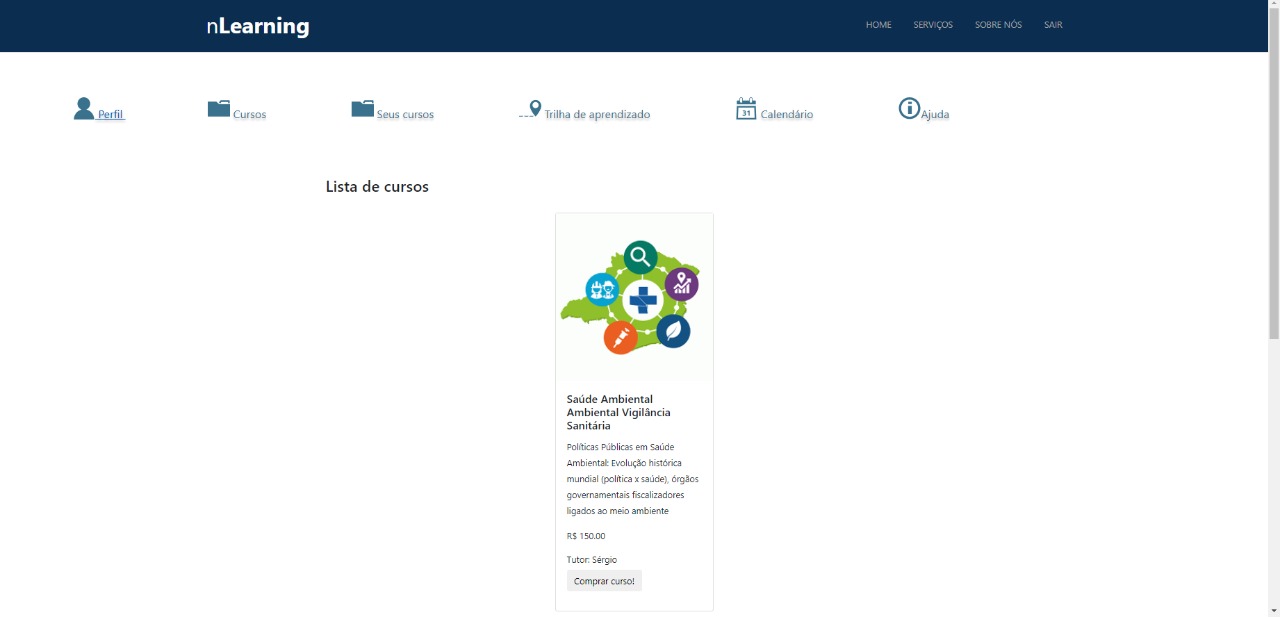 nLearning
HOME SERVIÇOS SOBRE NÓS SAIR
Perfil Cursos Seus cursos Trilha de aprendizado 31 Calendário Ajuda
Lista de cursos
Saúde Ambiental
Ambiental Vigilância
Sanitária
Políticas Públicas em Saúde
Ambiental: Evolução histórica
mundial (política x saúde), órgãos
governamentais fiscalizadores
ligados ao meio ambiente
R$ 150.00
Tutor: Sérgio
Comprar curso!